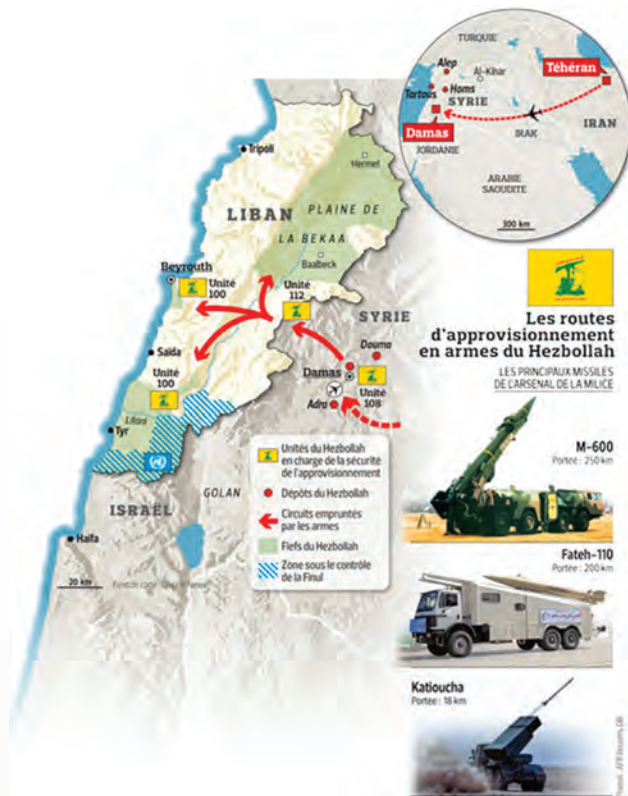 TURQUIE
Alep
Al-Kihar
Téhéran
Tartous
Homs
SYRIE
Damas
IRAK
IRAN
JORDANIE
ARABIE
SAOUDITE
300 km
Tripoli
Hermel
LIBAN
PLAINE DE
LA BEKAA
Baalbeck
Beyrouth
Unité
100
Unité
112
SYRIE
Saïda
Douma
Damas
Unité
100
Unité
108
Adra
Litani
Tyr
ISRAËL
GOLAN
Haïfa
20 km
Unités du Hezbollah
en charge de la sécurité
de l'approvisionnement
Dépôts du Hezbollah
Circuits empruntés
par les armes
Fiefs du Hezbollah
Zone sous le contrôle
de la Finul
Les routes
d'approvisionnement
en armes du Hezbollah
LES PRINCIPAUX MISSILES
DE L'ARSENAL DE LA MILICE
M-600
Portée : 250 km
Fateh-110
Portée : 200 km
Katioucha
Portée : 18 km